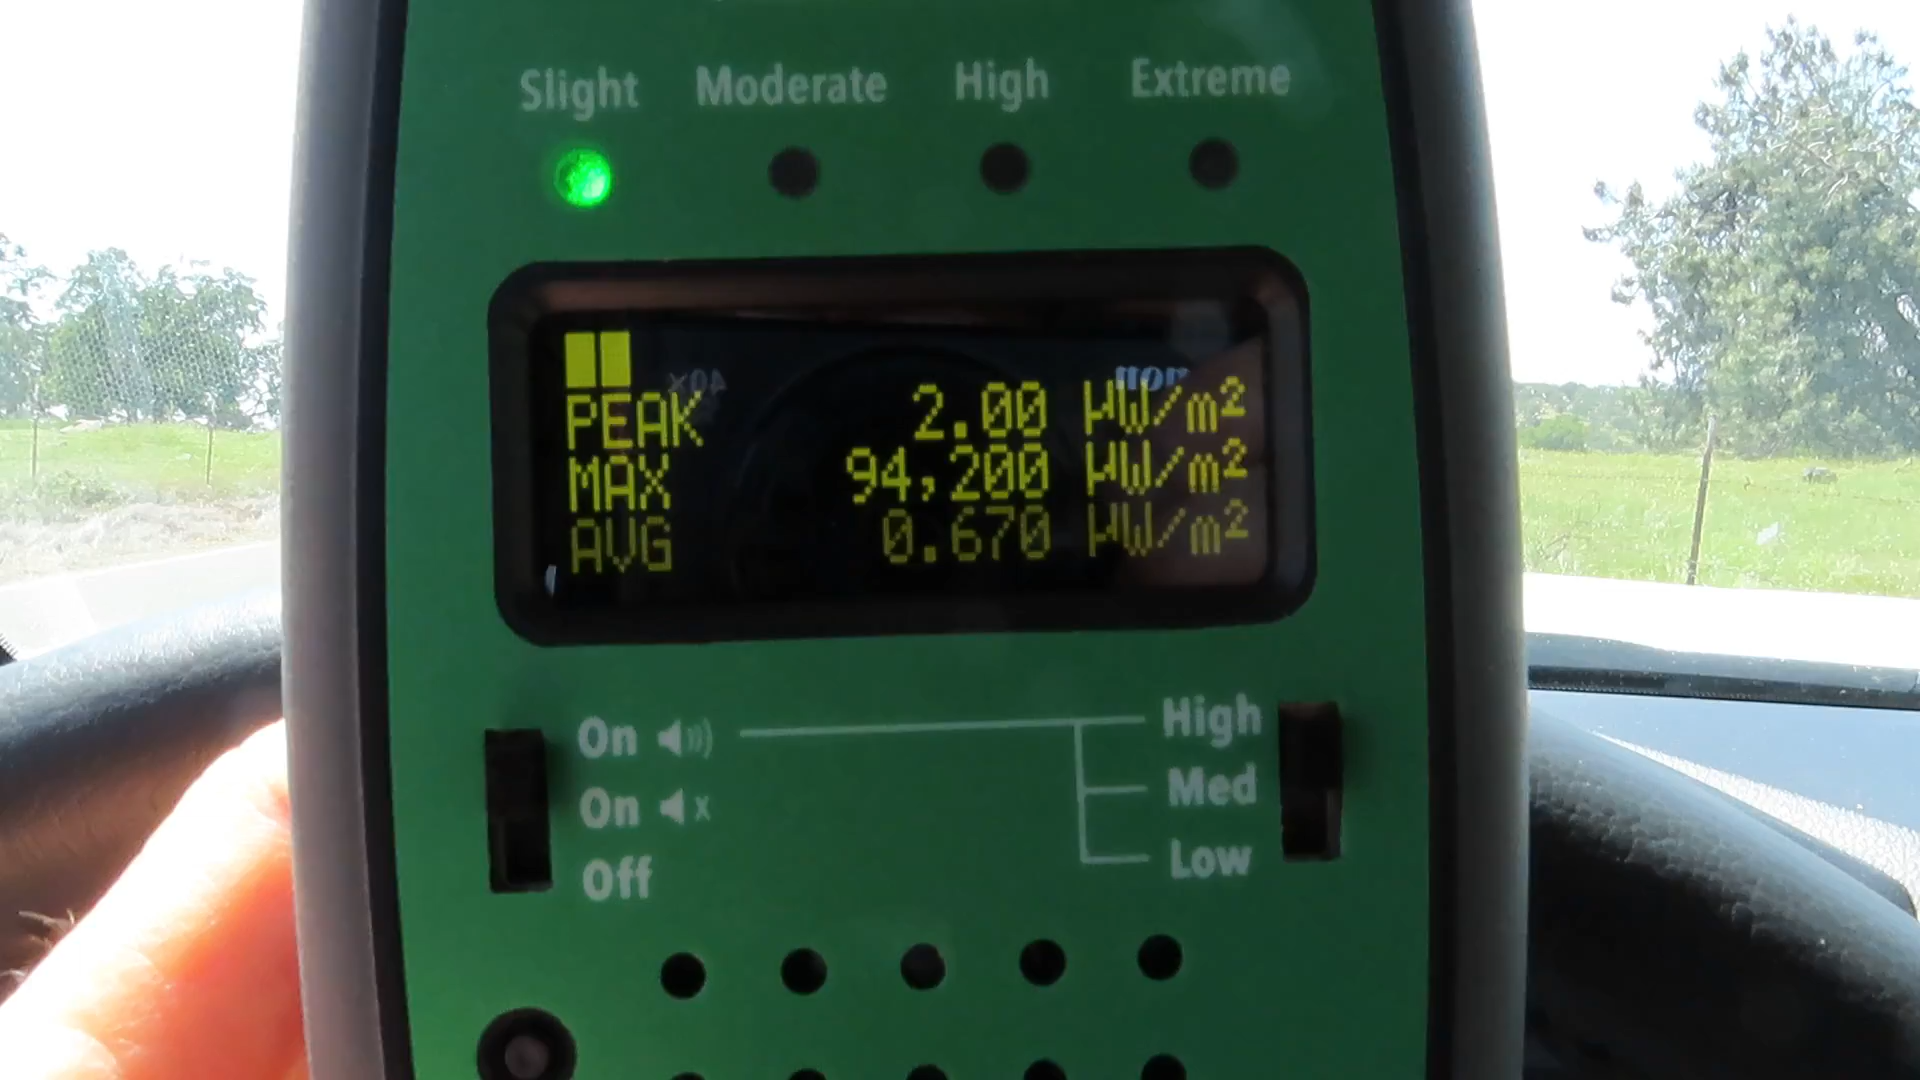 Slight Moderate High Extreme
PEAK 2.00 µW/m²
MAX 94,200 µW/m²
AVG 0.670 µW/m²
On High
On x Med
Off Low
40x